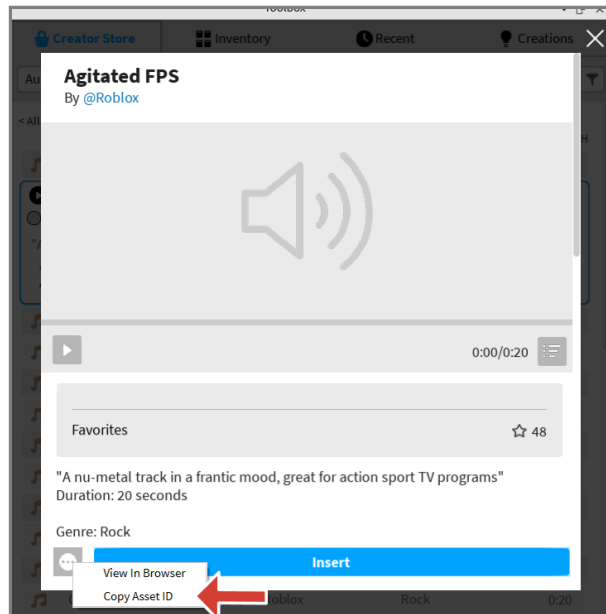 Toolbox
Creator Store Inventory Recent Creations
Agitated FPS
By @Roblox
Au
< All
0:00/0:20
Favorites 48
"A nu-metal track in a frantic mood, great for action sport TV programs"
Duration: 20 seconds
Genre: Rock
Insert
View In Browser
Copy Asset ID
Rock 0:20